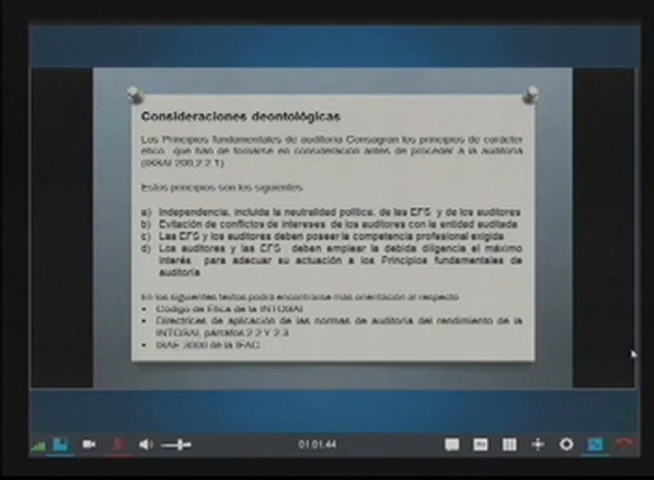 Consideraciones deontológicas
Los Principios fundamentales de auditoría Consagran los principios de carácter
ético que han de tomarse en consideración antes de proceder a la auditoría
(ISSAI 200,2.2.1)
Estos principios son los siguientes
a) Independencia, incluida la neutralidad política, de las EFS y de los auditores
b) Evitación de conflictos de intereses de los auditores con la entidad auditada
c) Las EFS y los auditores deben poseer la competencia profesional exigida
d) Los auditores y las EFS deben emplear la debida diligencia el máximo
interés para adecuar su actuación a los Principios fundamentales de
auditoría
En los siguientes textos podrá encontrarse más orientación al respecto
• Código de Ética de la INTOSAI
• Directrices de aplicación de las normas de auditoría del rendimiento de la
INTOSAI, párrafos 2.2 Y 2.3
• ISAE 3000 de la IFAC
01:01:44